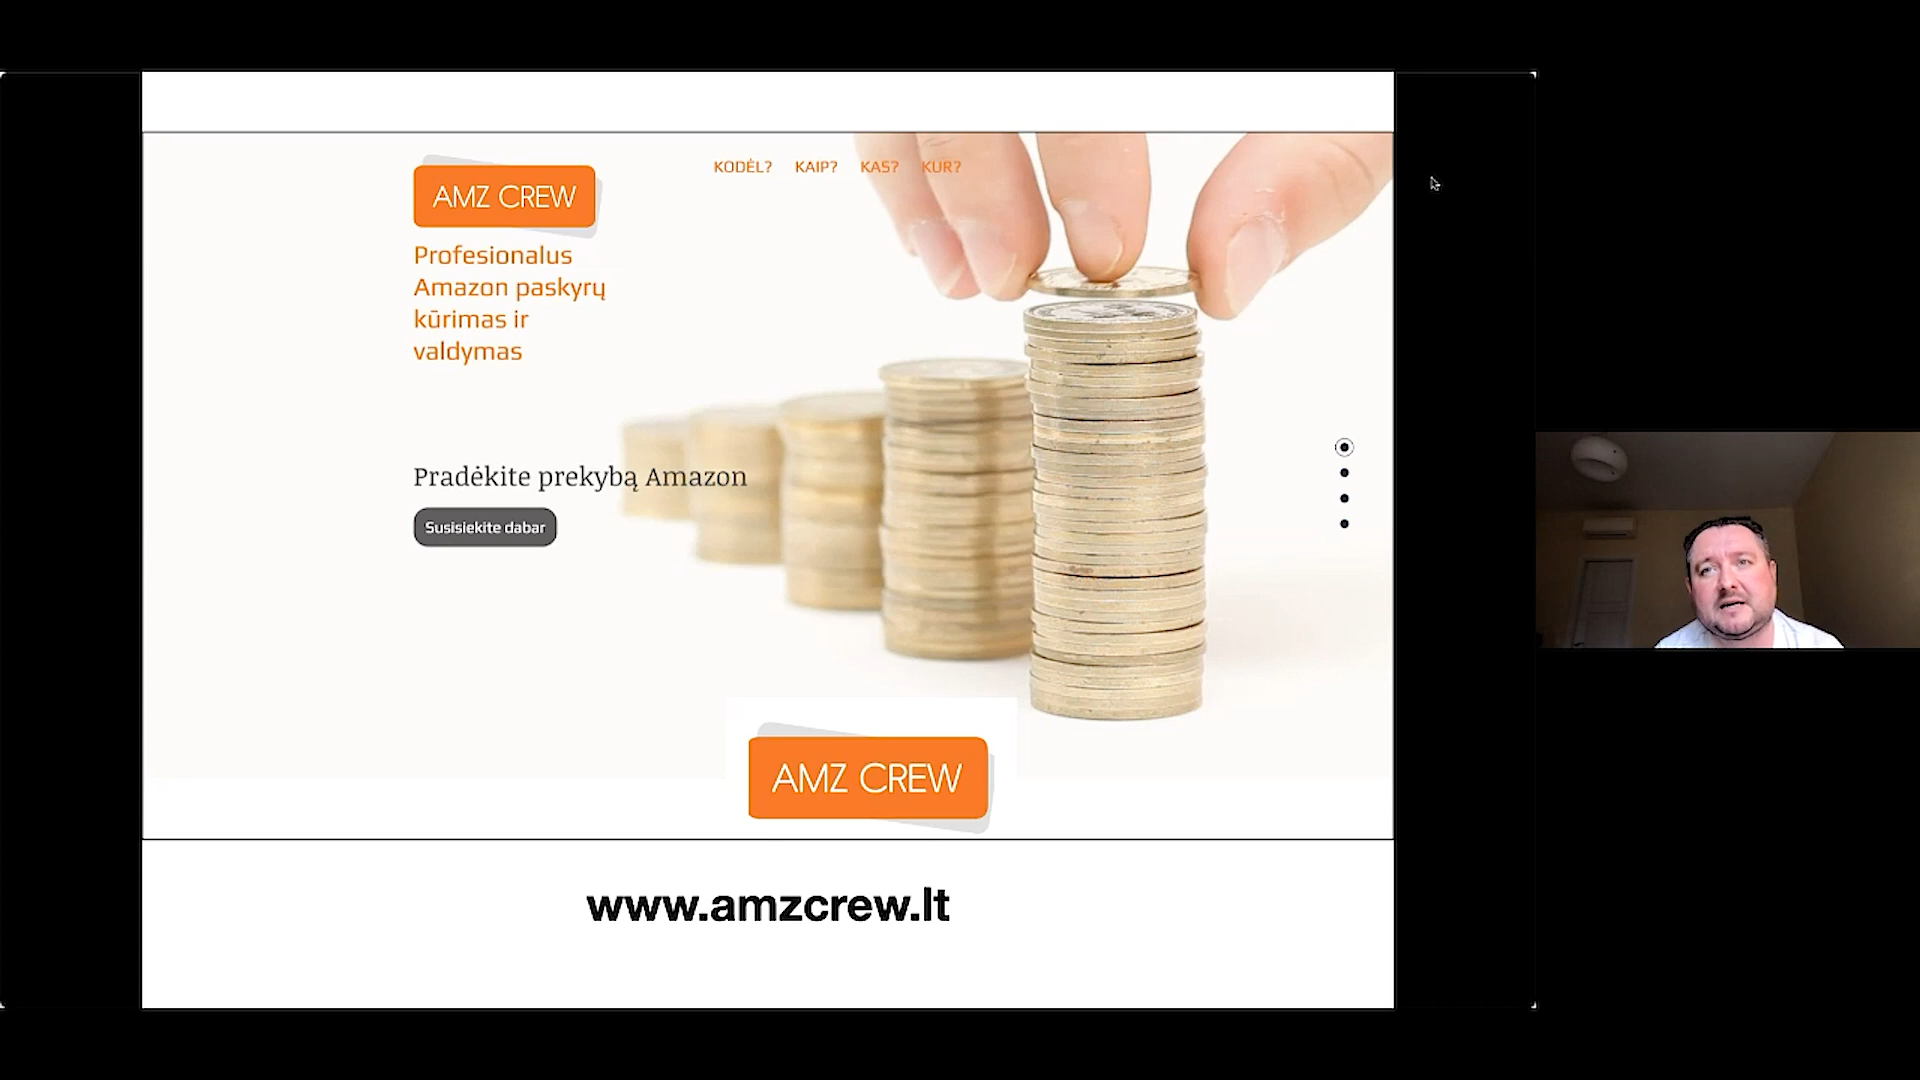 KODĖL? KAIP? KAS? KUR?
AMZ CREW
Profesionalus
Amazon paskyrų
kūrimas ir
valdymas
Pradėkite prekybą Amazon
Susisiekite dabar
AMZ CREW
www.amzcrew.lt